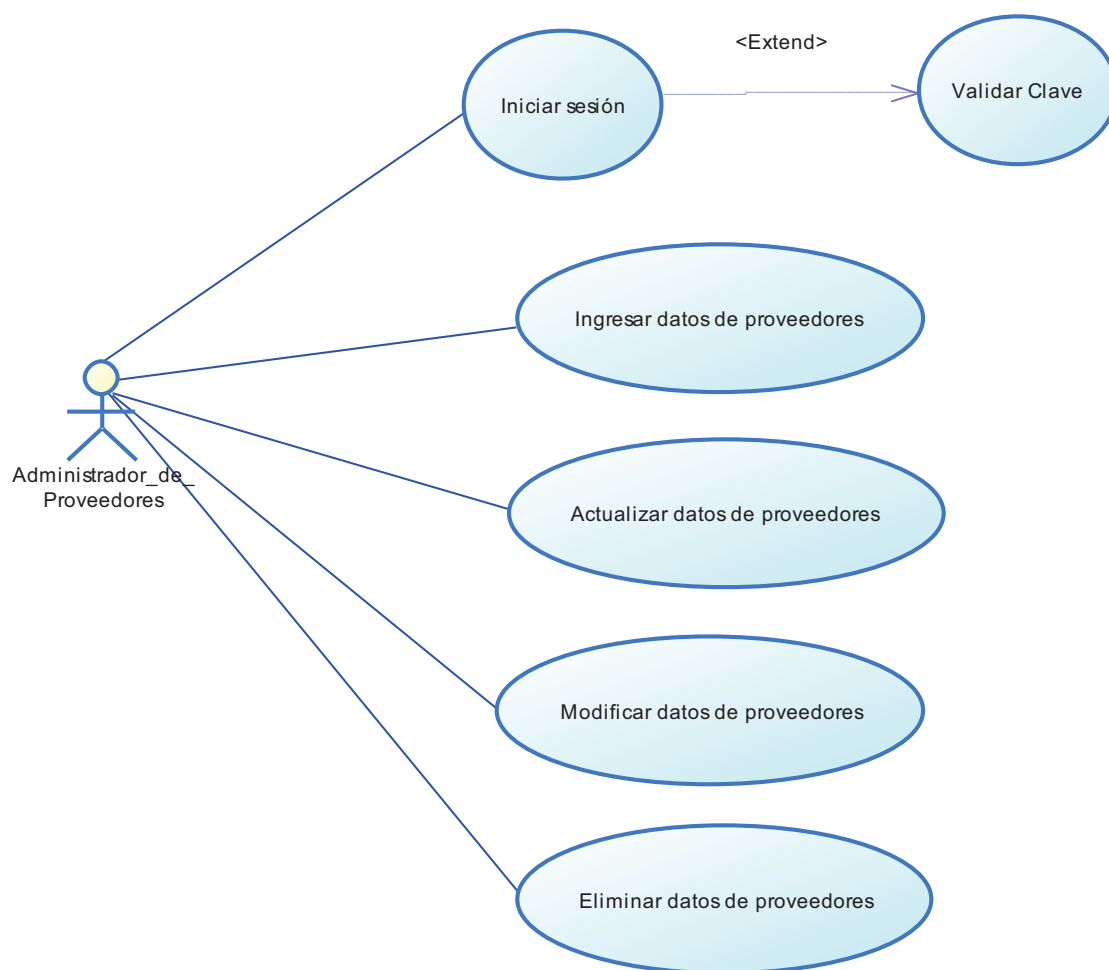 <Extend>
Iniciar sesión
Validar Clave
Ingresar datos de proveedores
Administrador_de_
Proveedores
Actualizar datos de proveedores
Modificar datos de proveedores
Eliminar datos de proveedores